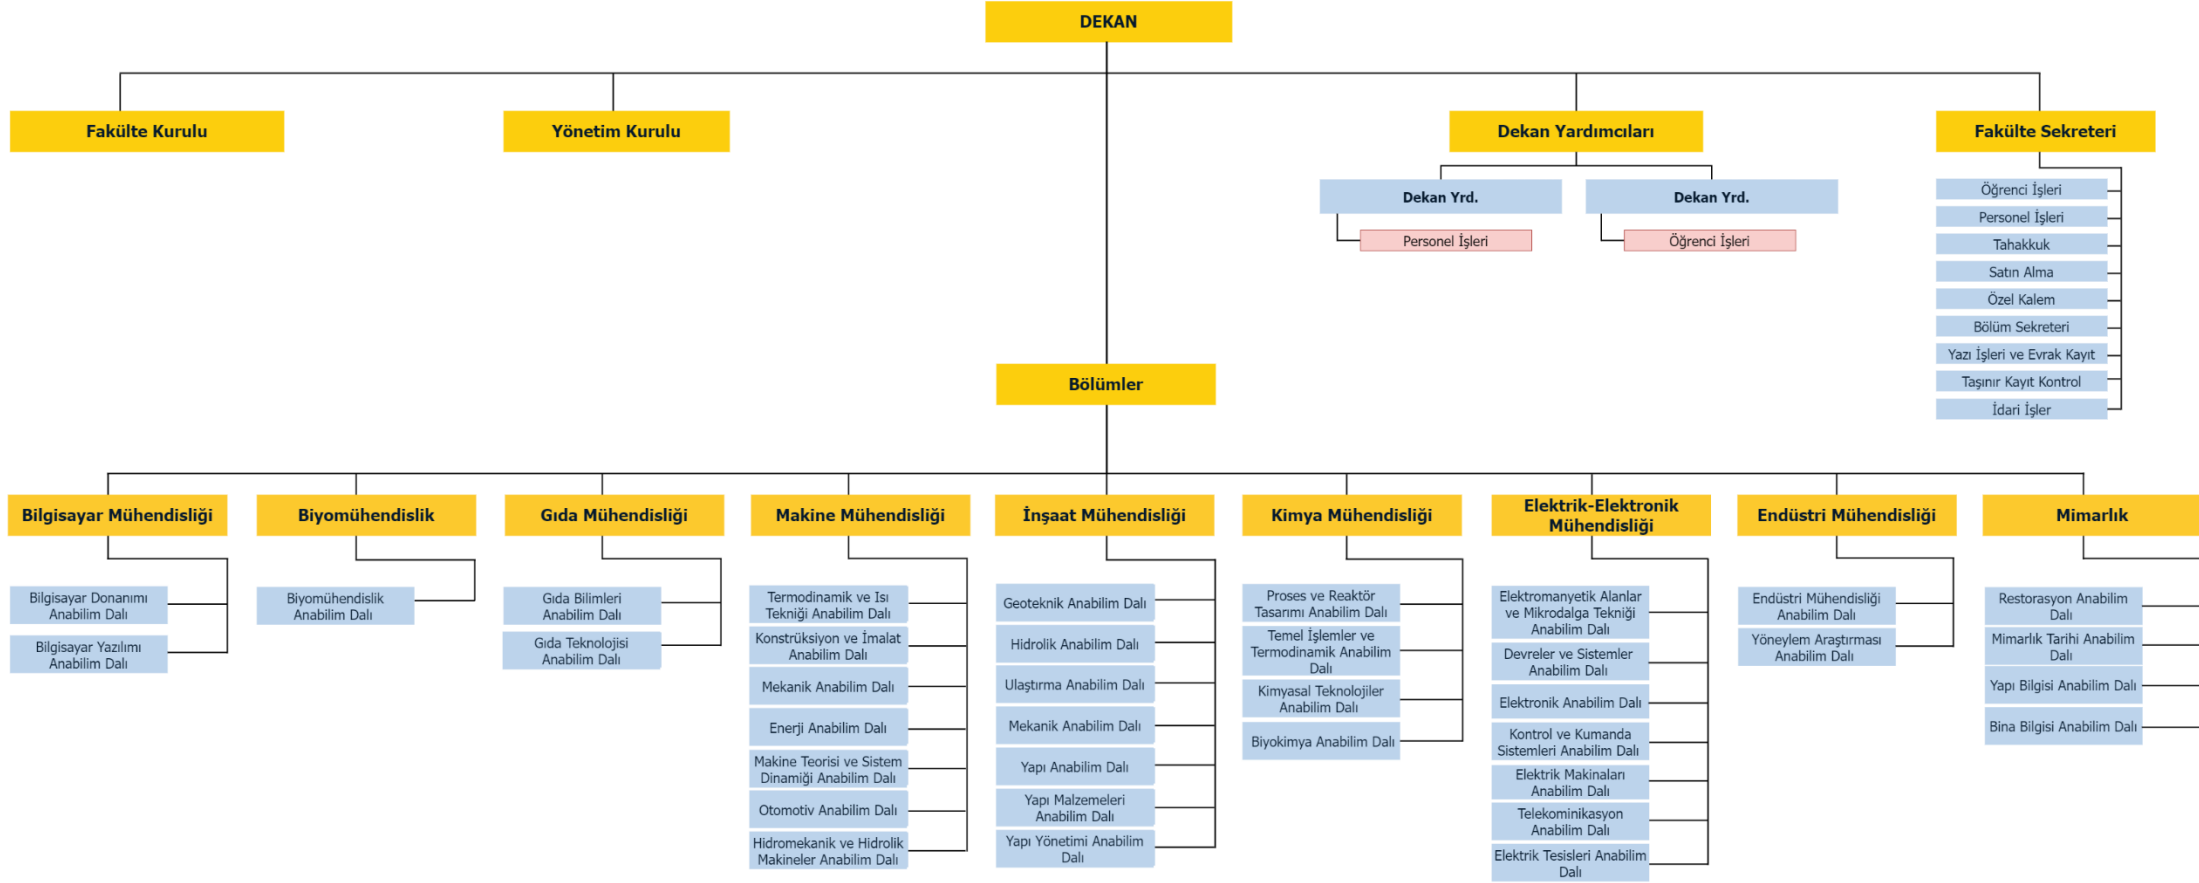 DEKAN
Fakülte Kurulu
Yönetim Kurulu
Dekan Yardımcıları
Fakülte Sekreteri
Dekan Yrd.
Personel İşleri
Dekan Yrd.
Öğrenci İşleri
Öğrenci İşleri
Personel İşleri
Tahakkuk
Satın Alma
Özel Kalem
Bölüm Sekreteri
Yazı İşleri ve Evrak Kayıt
Taşınır Kayıt Kontrol
İdari İşler
Bölümler
Bilgisayar Mühendisliği
Bilgisayar Donanımı
Anabilim Dalı
Bilgisayar Yazılımı
Anabilim Dalı
Biyomühendislik
Biyomühendislik
Anabilim Dalı
Gıda Mühendisliği
Gıda Bilimleri
Anabilim Dalı
Gıda Teknolojisi
Anabilim Dalı
Makine Mühendisliği
Termodinamik ve Isı
Tekniği Anabilim Dalı
Konstrüksiyon ve İmalat
Anabilim Dalı
Mekanik Anabilim Dalı
Enerji Anabilim Dalı
Makine Teorisi ve Sistem
Dinamiği Anabilim Dalı
Otomotiv Anabilim Dalı
Hidromekanik ve Hidrolik
Makineler Anabilim Dalı
İnşaat Mühendisliği
Geoteknik Anabilim Dalı
Hidrolik Anabilim Dalı
Ulaştırma Anabilim Dalı
Mekanik Anabilim Dalı
Yapı Anabilim Dalı
Yapı Malzemeleri
Anabilim Dalı
Yapı Yönetimi Anabilim
Dalı
Kimya Mühendisliği
Proses ve Reaktör
Tasarımı Anabilim Dalı
Temel İşlemler ve
Termodinamik Anabilim
Dalı
Kimyasal Teknolojiler
Anabilim Dalı
Biyokimya Anabilim Dalı
Elektrik-Elektronik
Mühendisliği
Elektromanyetik Alanlar
ve Mikrodalga Tekniği
Anabilim Dalı
Devreler ve Sistemler
Anabilim Dalı
Elektronik Anabilim Dalı
Kontrol ve Kumanda
Sistemleri Anabilim Dalı
Elektrik Makinaları
Anabilim Dalı
Telekominikasyon
Anabilim Dalı
Elektrik Tesisleri Anabilim
Dalı
Endüstri Mühendisliği
Endüstri Mühendisliği
Anabilim Dalı
Yöneylem Araştırması
Anabilim Dalı
Mimarlık
Restorasyon Anabilim
Dalı
Mimarlık Tarihi Anabilim
Dalı
Yapı Bilgisi Anabilim Dalı
Bina Bilgisi Anabilim Dalı